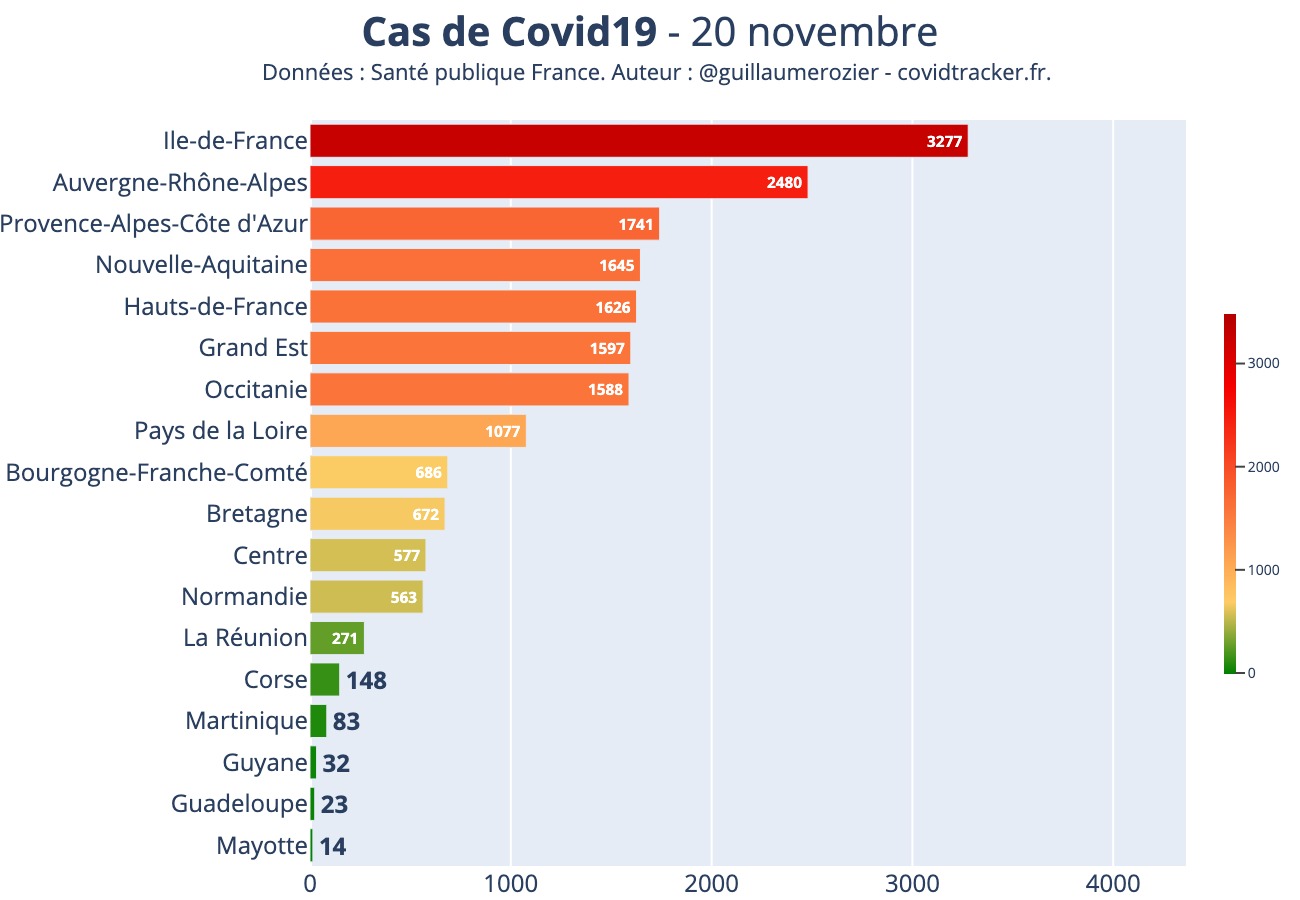 Cas de Covid19 - 20 novembre
Données : Santé publique France. Auteur : @guillaumerozier - covidtracker.fr.
Ile-de-France 3277
Auvergne-Rhône-Alpes 2480
Provence-Alpes-Côte d'Azur 1741
Nouvelle-Aquitaine 1645
Hauts-de-France 1626
Grand Est 1597
Occitanie 1588
Pays de la Loire 1077
Bourgogne-Franche-Comté 686
Bretagne 672
Centre 577
Normandie 563
La Réunion 271
Corse 148
Martinique 83
Guyane 32
Guadeloupe 23
Mayotte 14
0 1000 2000 3000 4000
3000
2000
1000
0